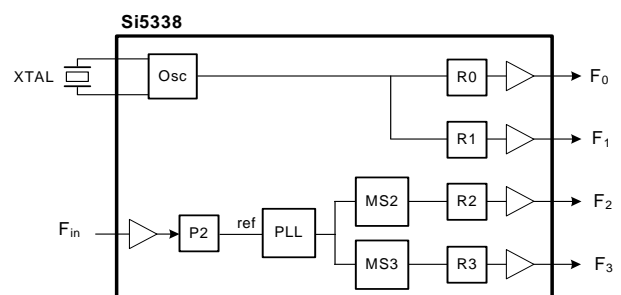 Si5338
XTAL
Osc
R0
F0
R1
F1
Fin
P2
ref
PLL
MS2
R2
F2
MS3
R3
F3